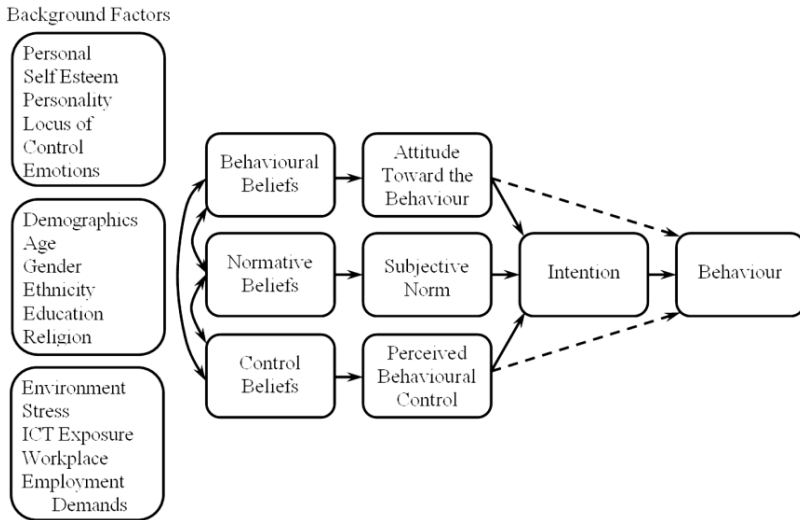 Background Factors
Personal
Self Esteem
Personality
Locus of
Control
Emotions
Demographics
Age
Gender
Ethnicity
Education
Religion
Environment
Stress
ICT Exposure
Workplace
Employment
Demands
Behavioural
Beliefs
Normative
Beliefs
Control
Beliefs
Attitude
Toward the
Behaviour
Subjective
Norm
Perceived
Behavioural
Control
Intention
Behaviour